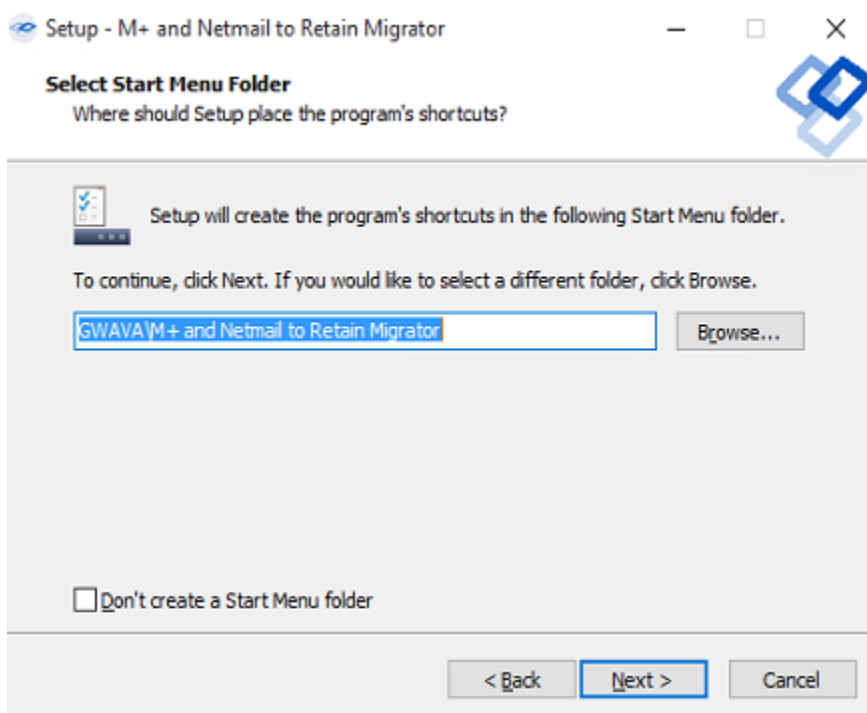 Setup - M+ and Netmail to Retain Migrator
Select Start Menu Folder
Where should Setup place the program's shortcuts?
Setup will create the program's shortcuts in the following Start Menu folder.
To continue, click Next. If you would like to select a different folder, click Browse.
GWAVA\M+ and Netmail to Retain Migrator
Browse...
Don't create a Start Menu folder
< Back
Next >
Cancel